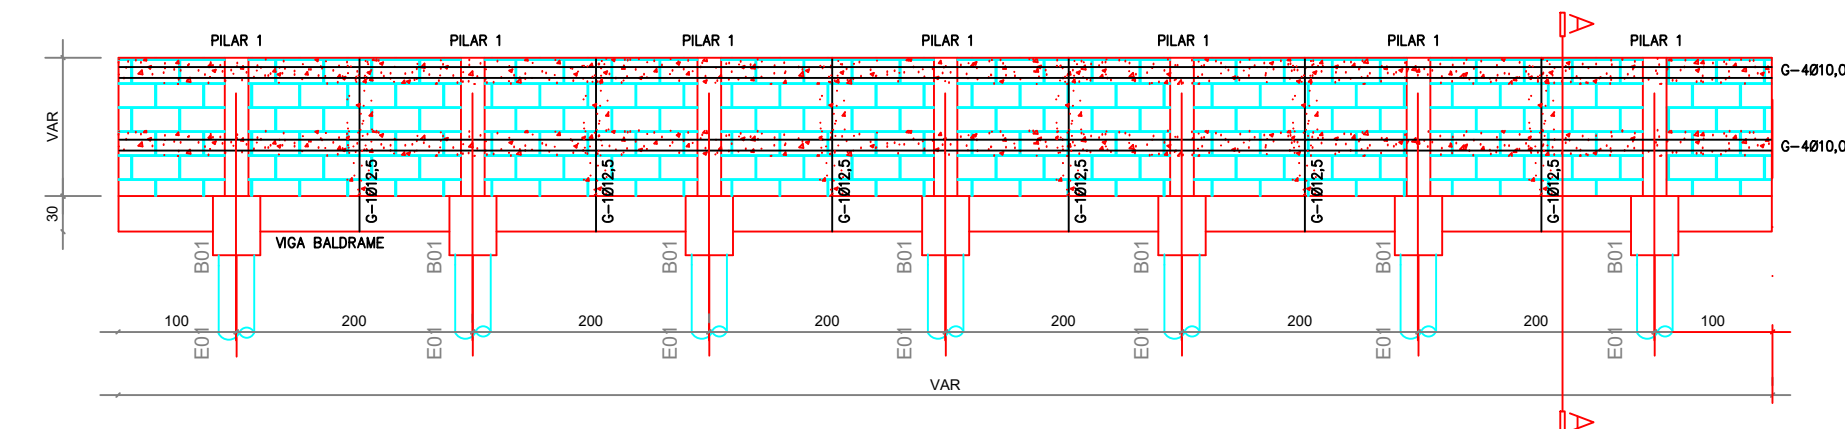 A
PILAR 1 PILAR 1 PILAR 1 PILAR 1 PILAR 1 PILAR 1 PILAR 1
G-4Ø10,0
VAR
G-4Ø10,0
G-1Ø12,5 G-1Ø12,5 G-1Ø12,5 G-1Ø12,5 G-1Ø12,5 G-1Ø12,5
30
VIGA BALDRAME
B01 B01 B01 B01 B01 B01 B01
100 200 200 200 200 200 200 100
E01 E01 E01 E01 E01 E01 E01
VAR
A